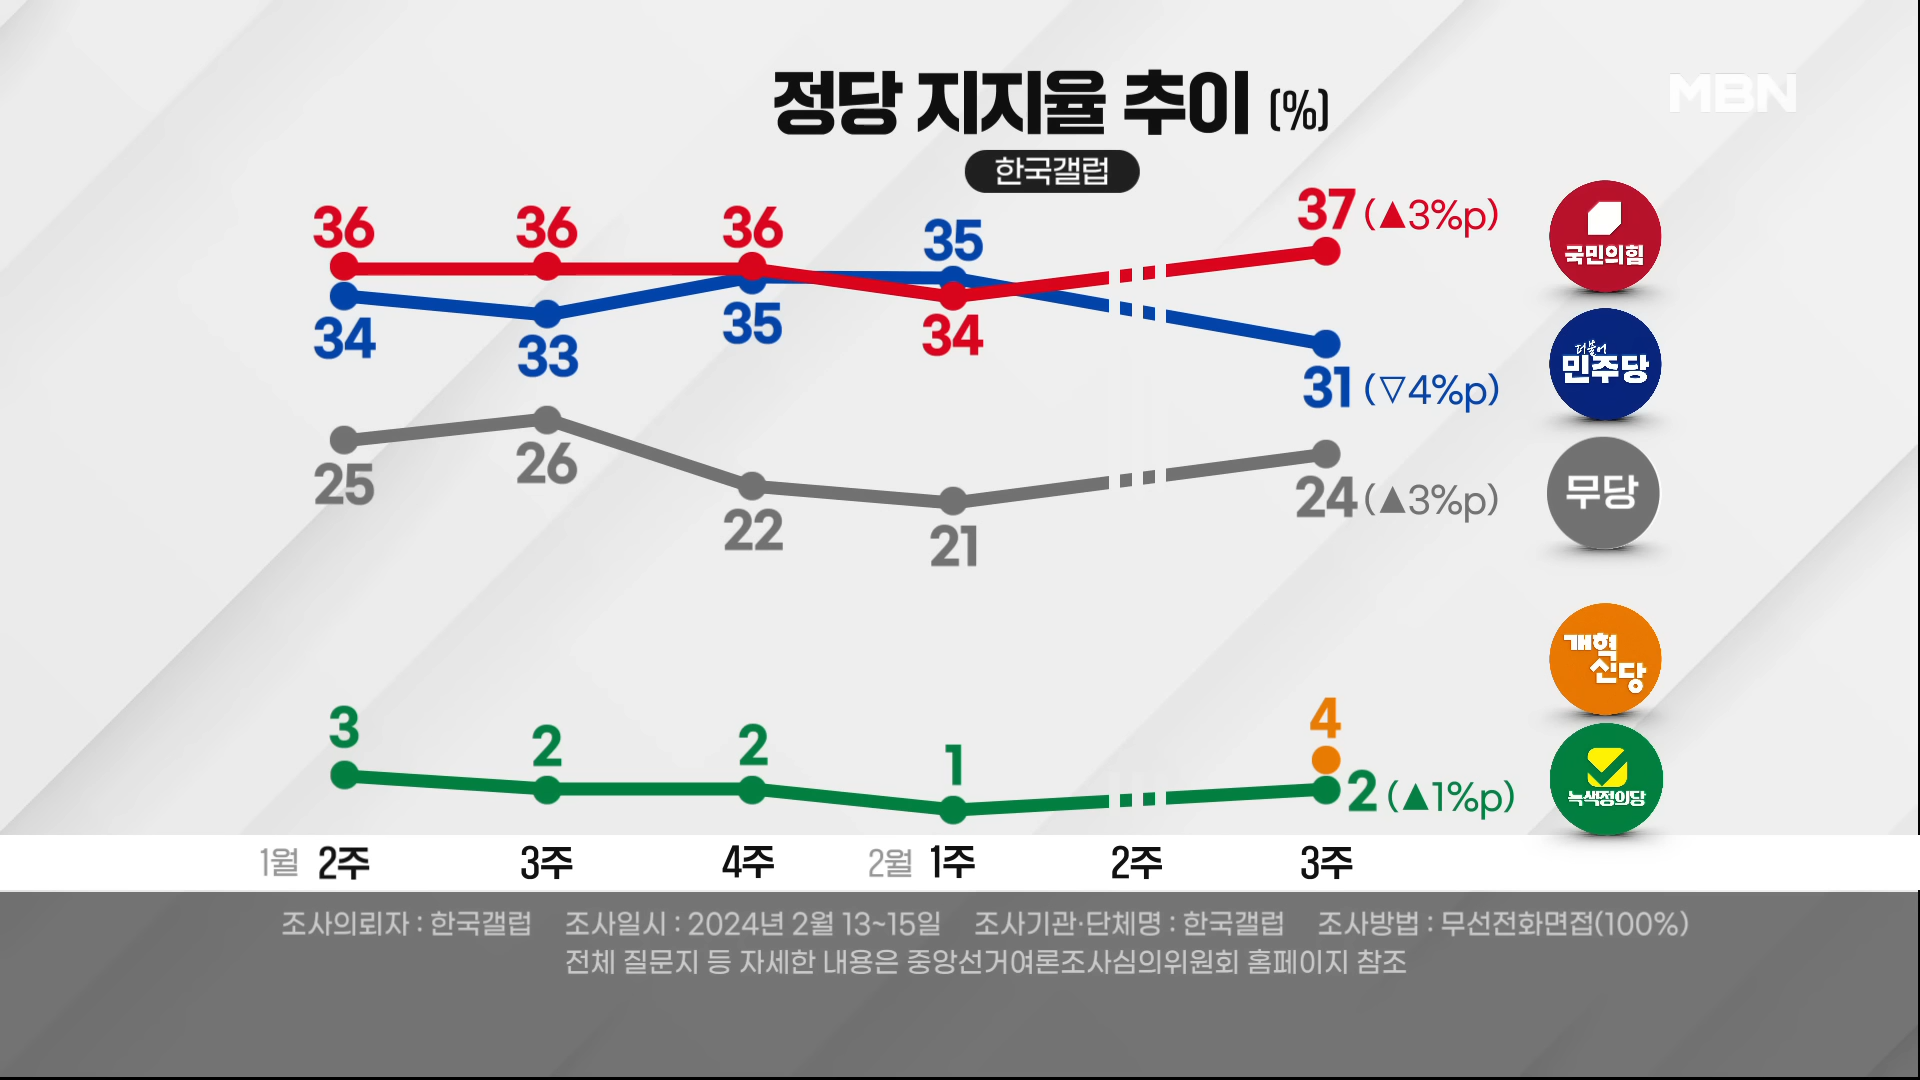 정당 지지율 추이 (%)
MBN
한국갤럽
36 36 36 35 37 (▲3%p)
34 33 35 34 31 (▽4%p)
25 26 22 21 24 (▲3%p)
4
3 2 2 1 2 (▲1%p)
국민의힘
더불어
민주당
무당
개혁
신당
녹색정의당
1월 2주 3주 4주 2월 1주 2주 3주
조사의뢰자 : 한국갤럽 조사일시 : 2024년 2월 13~15일 조사기관·단체명 : 한국갤럽 조사방법 : 무선전화면접(100%)
전체 질문지 등 자세한 내용은 중앙선거여론조사심의위원회 홈페이지 참조